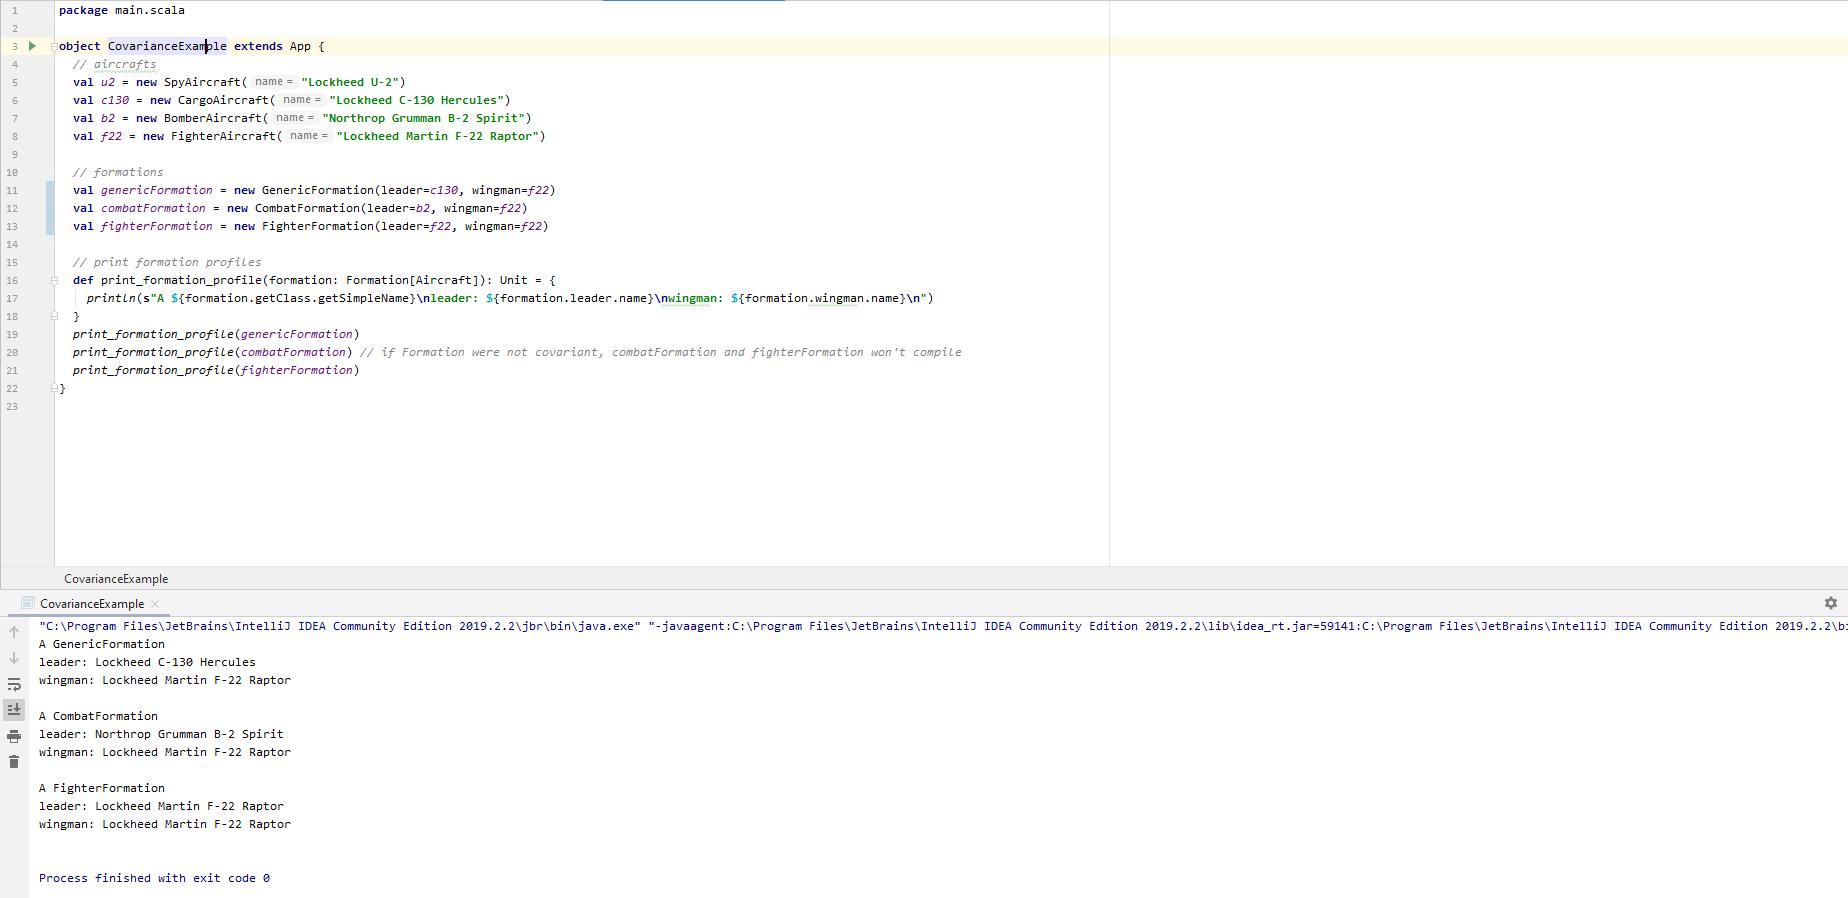 1 package main.scala
2
3 object CovarianceExample extends App {
4 // aircrafts
5 val u2 = new SpyAircraft( name = "Lockheed U-2")
6 val c130 = new CargoAircraft( name = "Lockheed C-130 Hercules")
7 val b2 = new BomberAircraft( name = "Northrop Grumman B-2 Spirit")
8 val f22 = new FighterAircraft( name = "Lockheed Martin F-22 Raptor")
9
10 // formations
11 val genericFormation = new GenericFormation(leader=c130, wingman=f22)
12 val combatFormation = new CombatFormation(leader=b2, wingman=f22)
13 val fighterFormation = new FighterFormation(leader=f22, wingman=f22)
14
15 // print formation profiles
16 def print_formation_profile(formation: Formation[Aircraft]): Unit = {
17 println(s"A ${formation.getClass.getSimpleName}\nleader: ${formation.leader.name}\nwingman: ${formation.wingman.name}\n")
18 }
19 print_formation_profile(genericFormation)
20 print_formation_profile(combatFormation) // if Formation were not covariant, combatFormation and fighterFormation won't compile
21 print_formation_profile(fighterFormation)
22 }
23
CovarianceExample
CovarianceExample
"C:\Program Files\JetBrains\IntelliJ IDEA Community Edition 2019.2.2\jbr\bin\java.exe" "-javaagent:C:\Program Files\JetBrains\IntelliJ IDEA Community Edition 2019.2.2\lib\idea_rt.jar=59141:C:\Program Files\JetBrains\IntelliJ IDEA Community Edition 2019.2.2\bi
A GenericFormation
leader: Lockheed C-130 Hercules
wingman: Lockheed Martin F-22 Raptor
A CombatFormation
leader: Northrop Grumman B-2 Spirit
wingman: Lockheed Martin F-22 Raptor
A FighterFormation
leader: Lockheed Martin F-22 Raptor
wingman: Lockheed Martin F-22 Raptor
Process finished with exit code 0